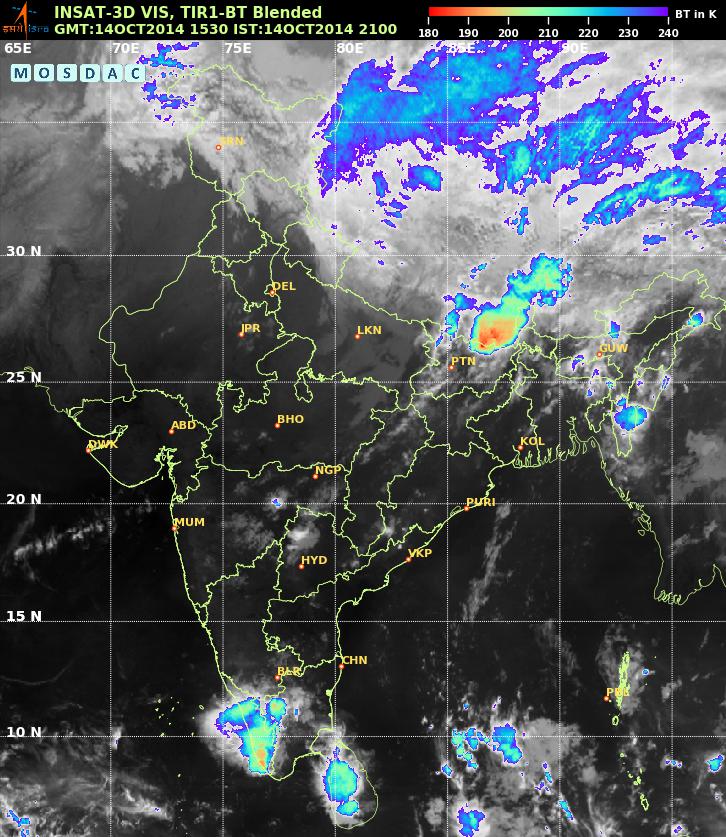 INSAT-3D VIS, TIR1-BT Blended
GMT:14OCT2014 1530 IST:14OCT2014 2100
BT in K
180 190 200 210 220 230 240
65E 70E 75E 80E 85E 90E
M O S D A C
SRN
30 N
DEL
JPR LKN
GUW
PTN
25 N
ABD BHO
DWK KOL
NGP
20 N PURI
MUM
VKP
HYD
15 N
CHN
BLR
PBL
10 N